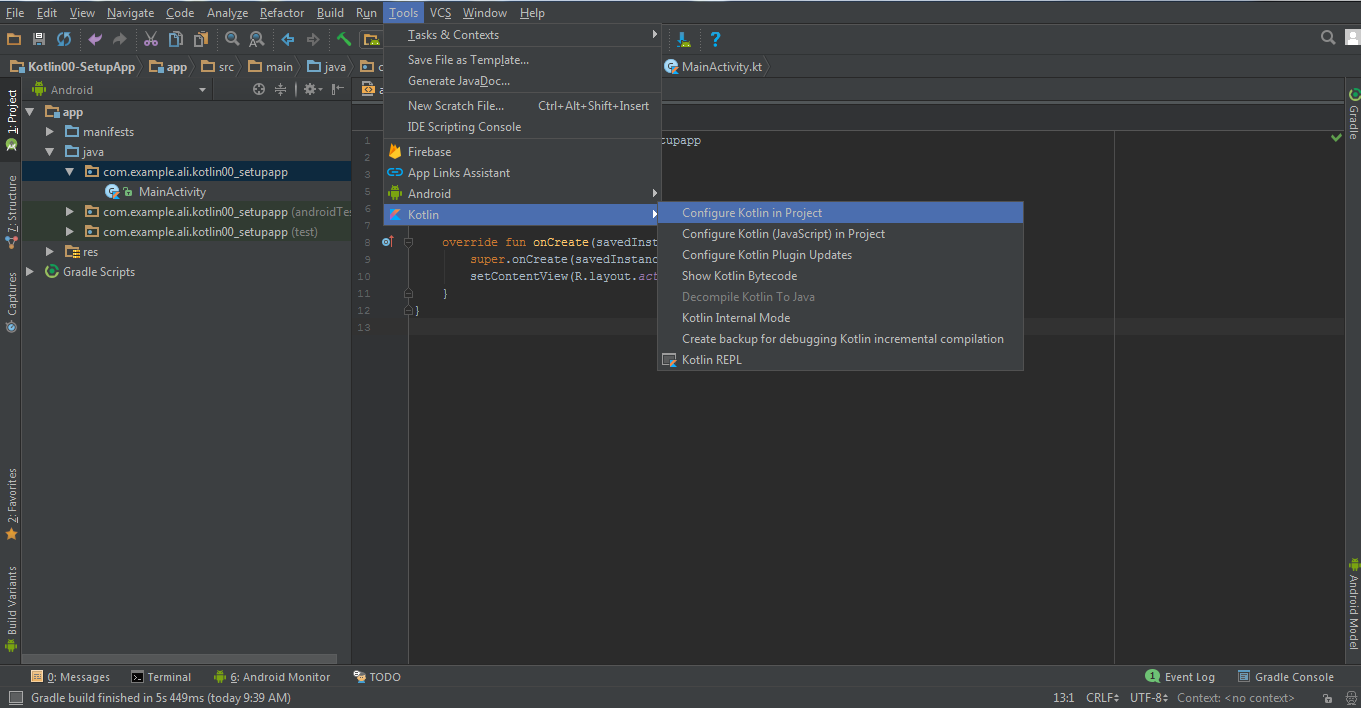 File Edit View Navigate Code Analyze Refactor Build Run Tools VCS Window Help
Kotlin00-SetupApp app src main java MainActivity.kt
Android
1: Project
Z: Structure
Captures
2: Favorites
Build Variants
app
manifests
java
com.example.ali.kotlin00_setupapp
MainActivity
com.example.ali.kotlin00_setupapp (androidTes
com.example.ali.kotlin00_setupapp (test)
res
Gradle Scripts
Tasks & Contexts
Save File as Template...
Generate JavaDoc...
New Scratch File... Ctrl+Alt+Shift+Insert
IDE Scripting Console
Firebase
App Links Assistant
Android
Kotlin
Configure Kotlin in Project
Configure Kotlin (JavaScript) in Project
Configure Kotlin Plugin Updates
Show Kotlin Bytecode
Decompile Kotlin To Java
Kotlin Internal Mode
Create backup for debugging Kotlin incremental compilation
Kotlin REPL
1 tupapp
2
3
5
6
7
8 override fun onCreate(savedInst
9 super.onCreate(savedInstanc
10 setContentView(R.layout.act
11 }
12 }
13
Gradle
Android Model
0: Messages Terminal 6: Android Monitor TODO 1 Event Log Gradle Console
Gradle build finished in 5s 449ms (today 9:39 AM) 13:1 CRLF UTF-8 Context: <no context>